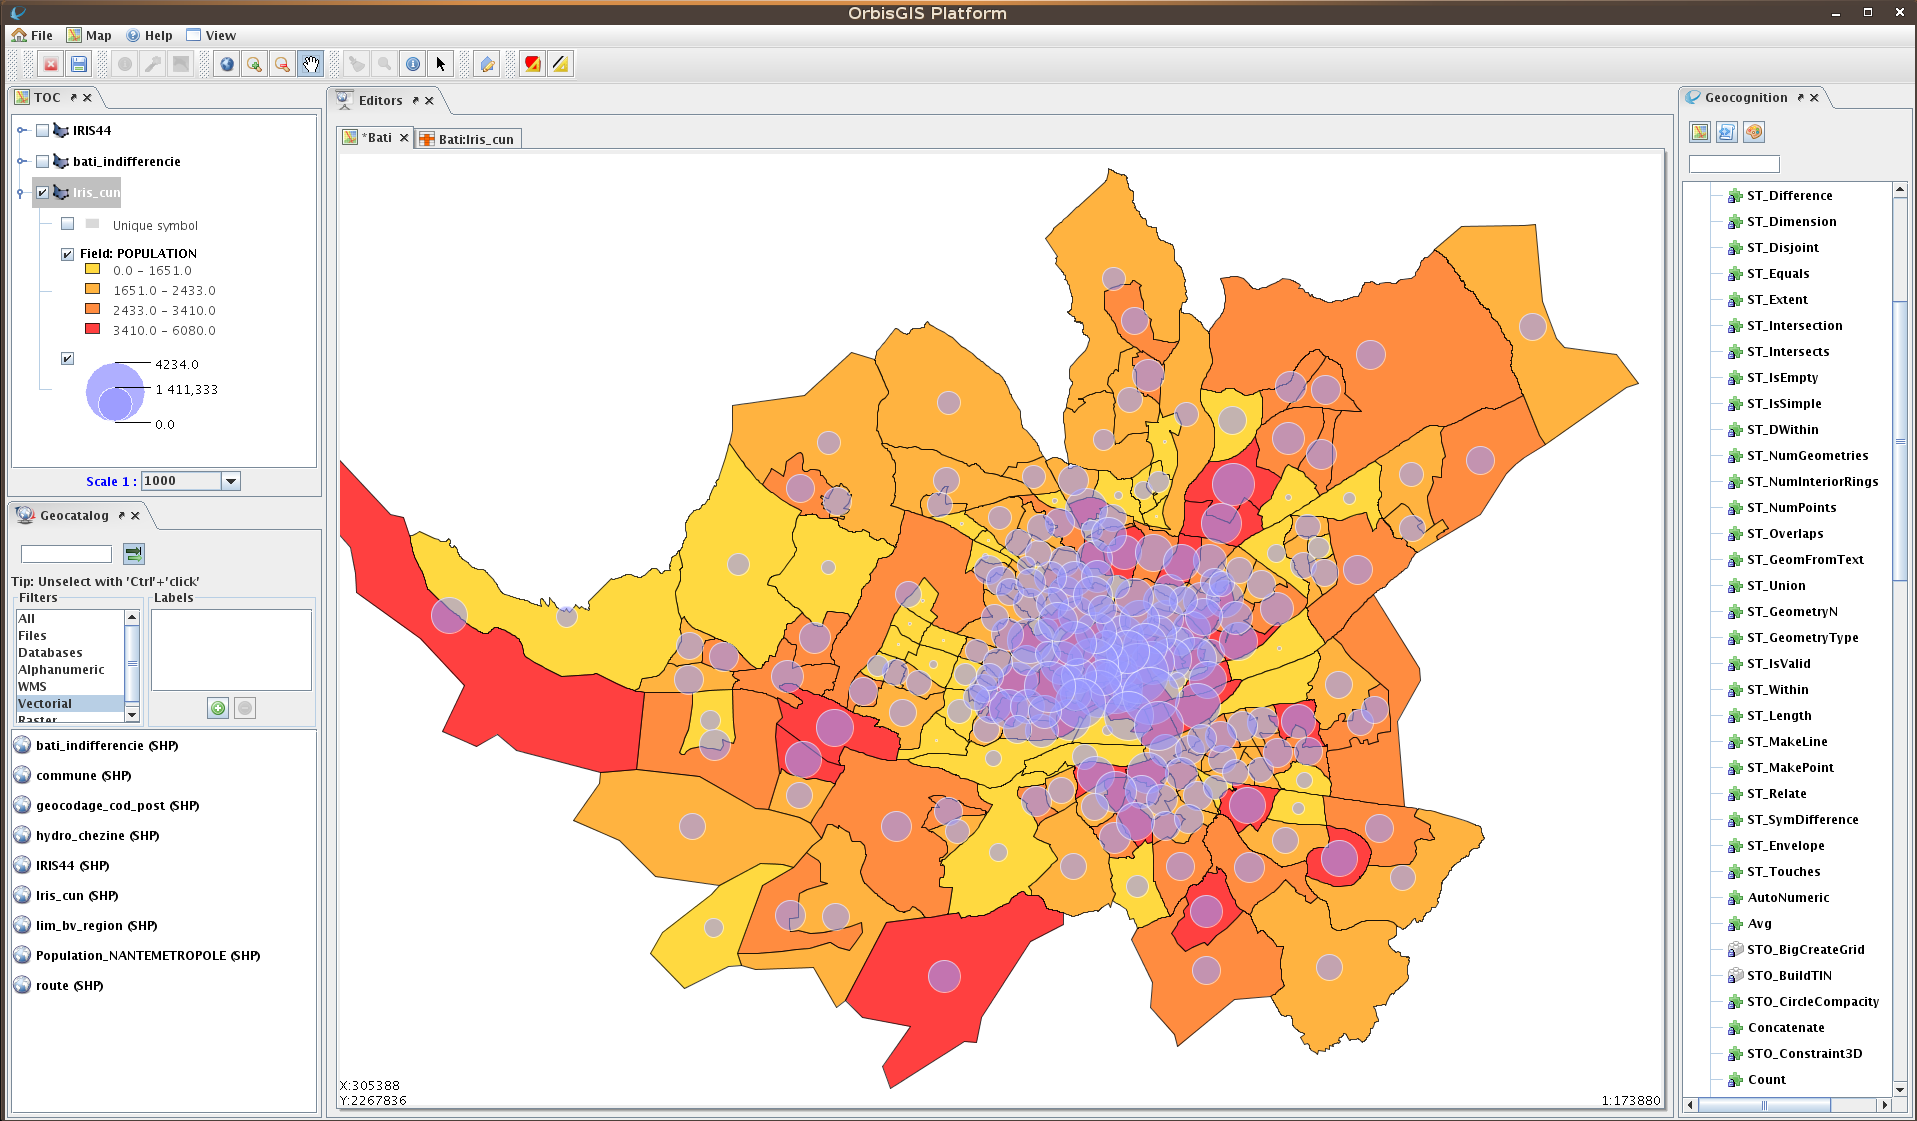 OrbisGIS Platform
File Map Help View
TOC
IRIS44
bati_indifferencie
Iris_cun
Unique symbol
Field: POPULATION
0.0 - 1651.0
1651.0 - 2433.0
2433.0 - 3410.0
3410.0 - 6080.0
4234.0
1 411,333
0.0
Scale 1 : 1000
Geocatalog
Tip: Unselect with 'Ctrl'+'click'
Filters
Labels
All
Files
Databases
Alphanumeric
WMS
Vectorial
Raster
bati_indifferencie (SHP)
commune (SHP)
geocodage_cod_post (SHP)
hydro_chezine (SHP)
IRIS44 (SHP)
Iris_cun (SHP)
lim_bv_region (SHP)
Population_NANTEMETROPOLE (SHP)
route (SHP)
Editors
*Bati
Bati:Iris_cun
X:305388
Y:2267836
1:173880
Geocognition
ST_Difference
ST_Dimension
ST_Disjoint
ST_Equals
ST_Extent
ST_Intersection
ST_Intersects
ST_IsEmpty
ST_IsSimple
ST_DWithin
ST_NumGeometries
ST_NumInteriorRings
ST_NumPoints
ST_Overlaps
ST_GeomFromText
ST_Union
ST_GeometryN
ST_GeometryType
ST_IsValid
ST_Within
ST_Length
ST_MakeLine
ST_MakePoint
ST_Relate
ST_SymDifference
ST_Envelope
ST_Touches
AutoNumeric
Avg
STO_BigCreateGrid
STO_BuildTIN
STO_CircleCompacity
Concatenate
STO_Constraint3D
Count